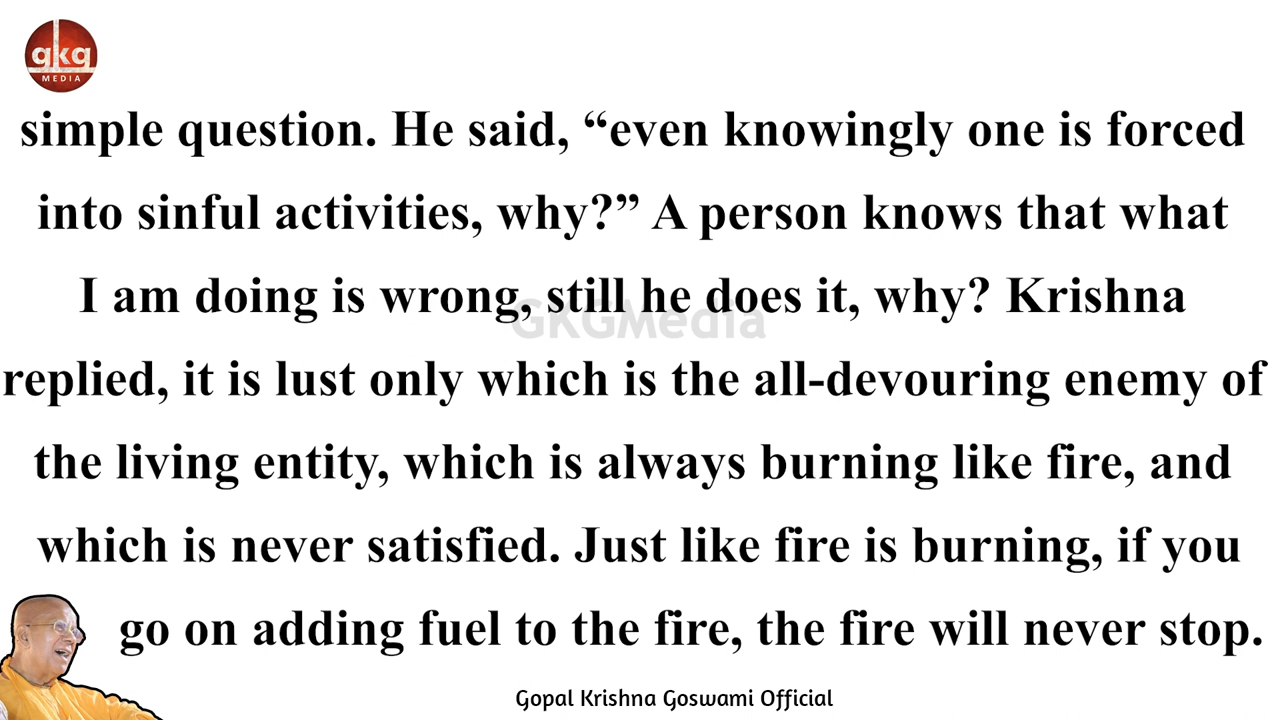 gkg
MEDIA
simple question. He said, “even knowingly one is forced
into sinful activities, why?” A person knows that what
I am doing is wrong, still he does it, why? Krishna
GKGMedia
replied, it is lust only which is the all-devouring enemy of
the living entity, which is always burning like fire, and
which is never satisfied. Just like fire is burning, if you
go on adding fuel to the fire, the fire will never stop.
Gopal Krishna Goswami Official